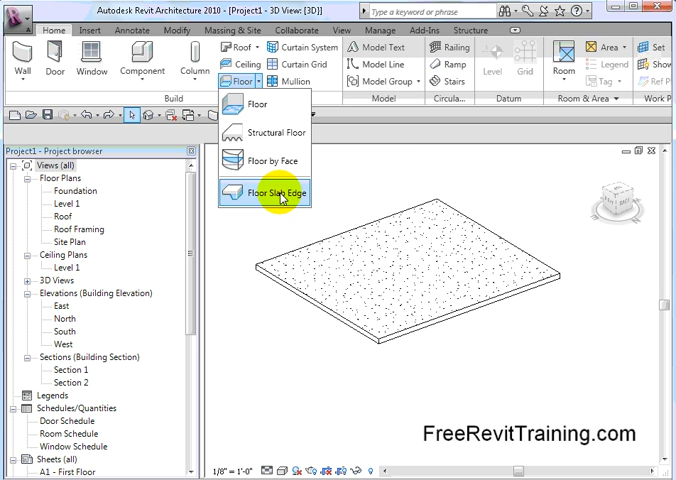 Autodesk Revit Architecture 2010 - [Project1 - 3D View: {3D}]
Type a keyword or phrase
Home Insert Annotate Modify Massing & Site Collaborate View Manage Add-Ins Structure
Wall Door Window Component Column
Roof Curtain System
Ceiling Curtain Grid
Floor Mullion
Build
Model Text
Model Line
Model Group
Model
Railing
Ramp
Stairs
Circula...
Level Grid
Datum
Room
Area
Legend
Tag
Room & Area
Set
Show
Ref P
Work P
Floor
Structural Floor
Floor by Face
Floor Slab Edge
Project1 - Project browser
Views (all)
Floor Plans
Foundation
Level 1
Roof
Roof Framing
Site Plan
Ceiling Plans
Level 1
3D Views
Elevations (Building Elevation)
East
North
South
West
Sections (Building Section)
Section 1
Section 2
Legends
Schedules/Quantities
Door Schedule
Room Schedule
Window Schedule
Sheets (all)
A1 - First Floor
FreeRevitTraining.com
1/8" = 1'-0"